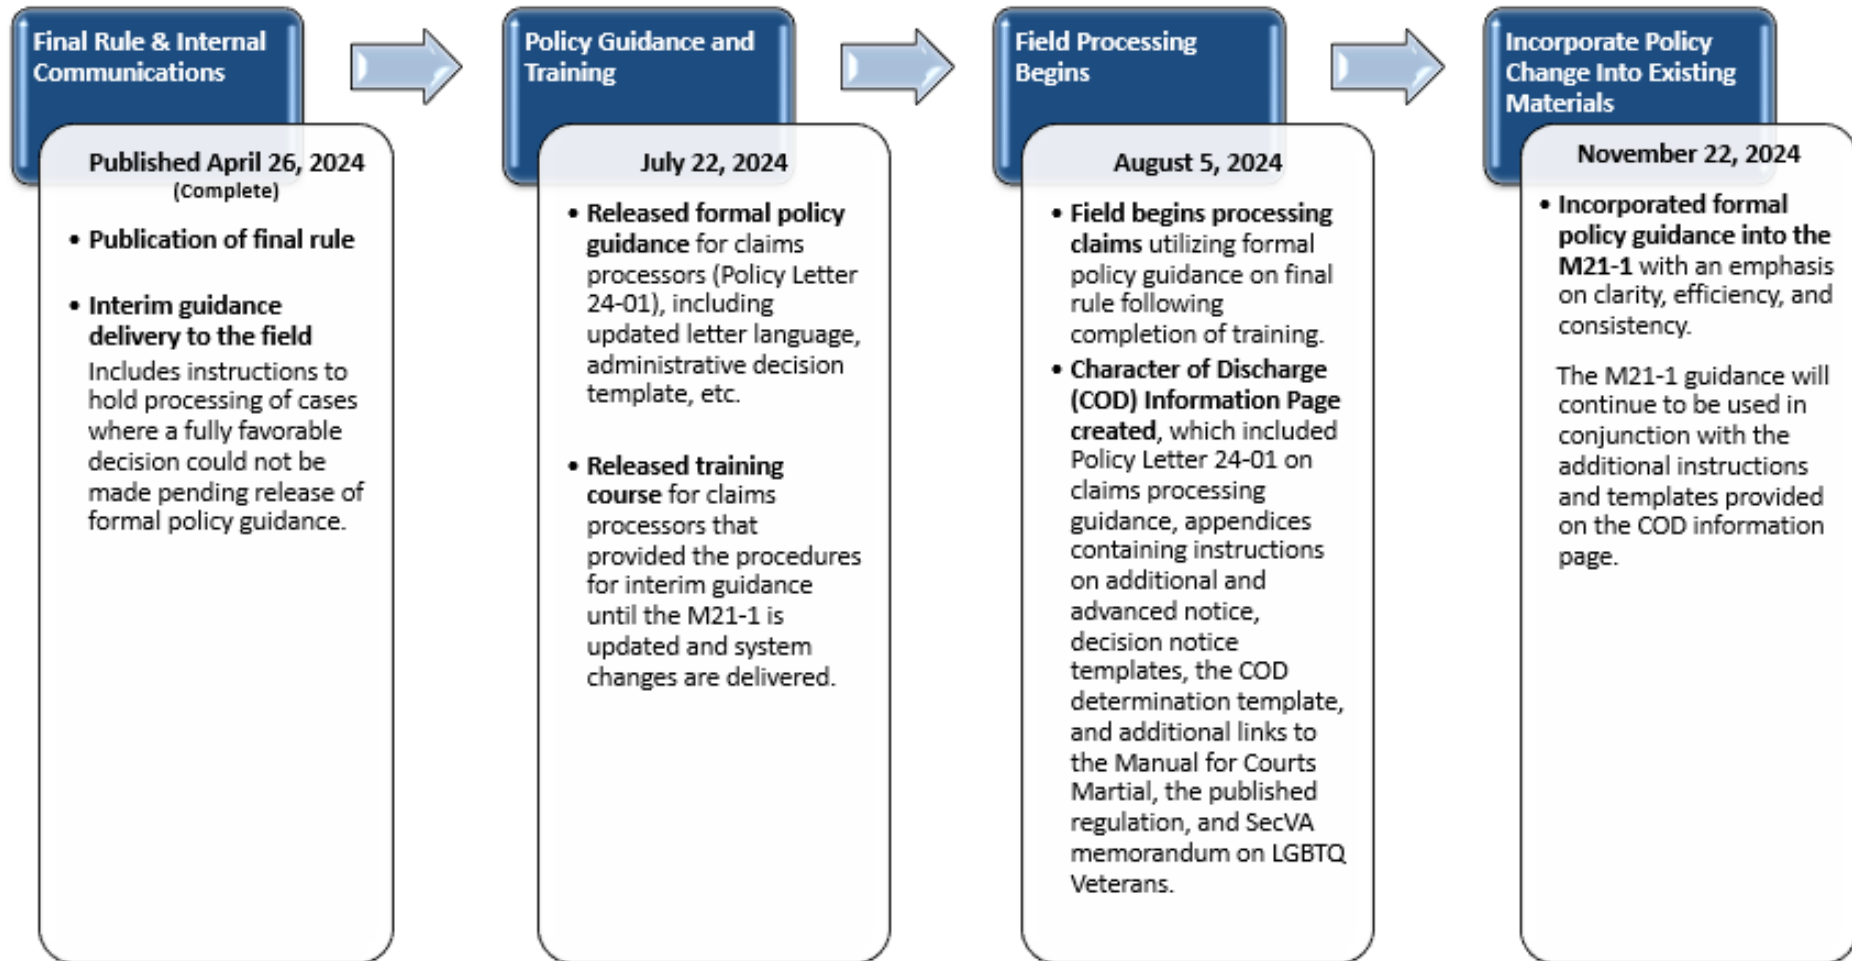 Final Rule & Internal
Communications
Published April 26, 2024
(Complete)
• Publication of final rule
• Interim guidance
delivery to the field
Includes instructions to
hold processing of cases
where a fully favorable
decision could not be
made pending release of
formal policy guidance.
Policy Guidance and
Training
July 22, 2024
• Released formal policy
guidance for claims
processors (Policy Letter
24-01), including
updated letter language,
administrative decision
template, etc.
• Released training
course for claims
processors that
provided the procedures
for interim guidance
until the M21-1 is
updated and system
changes are delivered.
Field Processing
Begins
August 5, 2024
• Field begins processing
claims utilizing formal
policy guidance on final
rule following
completion of training.
• Character of Discharge
(COD) Information Page
created, which included
Policy Letter 24-01 on
claims processing
guidance, appendices
containing instructions
on additional and
advanced notice,
decision notice
templates, the COD
determination template,
and additional links to
the Manual for Courts
Martial, the published
regulation, and SecVA
memorandum on LGBTQ
Veterans.
Incorporate Policy
Change Into Existing
Materials
November 22, 2024
• Incorporated formal
policy guidance into the
M21-1 with an emphasis
on clarity, efficiency, and
consistency.
The M21-1 guidance will
continue to be used in
conjunction with the
additional instructions
and templates provided
on the COD information
page.